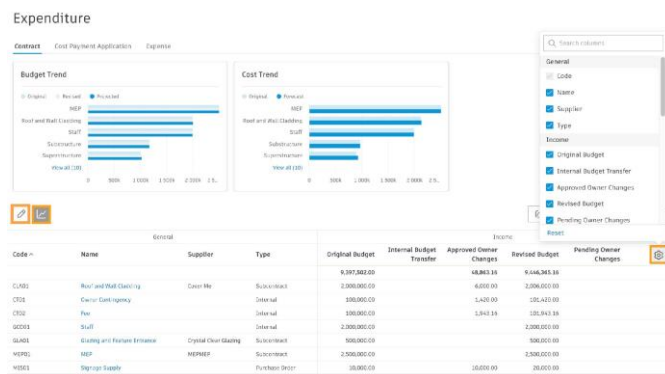 Expenditure
Contract Cost Payment Application Expense
Search columns
General
Code
Name
Supplier
Type
Income
Original Budget
Internal Budget Transfer
Approved Owner Changes
Revised Budget
Pending Owner Changes
Reset
Budget Trend
Original Revised Projected
MEP
Roof and Wall Cladding
Staff
Substructure
Superstructure
View all (10)
0 500k 1 000k 1 500k 2 000k 2 5...
Cost Trend
Original Forecast
MEP
Roof and Wall Cladding
Staff
Substructure
Superstructure
View all (10)
0 500k 1 000k 1 500k 2 000k 2 5...
General Income
Code Name Supplier Type Original Budget Internal Budget Transfer Approved Owner Changes Revised Budget Pending Owner Changes
9,397,502.00 48,863.16 9,446,365.16
CLAD1 Roof and Wall Cladding Cover Me Subcontract 2,000,000.00 6,000.00 2,006,000.00
CTG1 Owner Contingency Internal 100,000.00 1,420.00 101,420.00
CTG2 Fee Internal 100,000.00 1,943.16 101,943.16
GCO01 Staff Internal 2,000,000.00 2,000,000.00
GLA01 Glazing and Feature Entrance Crystal Clear Glazing Subcontract 500,000.00 500,000.00
MEP01 MEP MEPMEP Subcontract 2,500,000.00 2,500,000.00
MIS01 Signage Supply Purchase Order 10,000.00 10,000.00 20,000.00